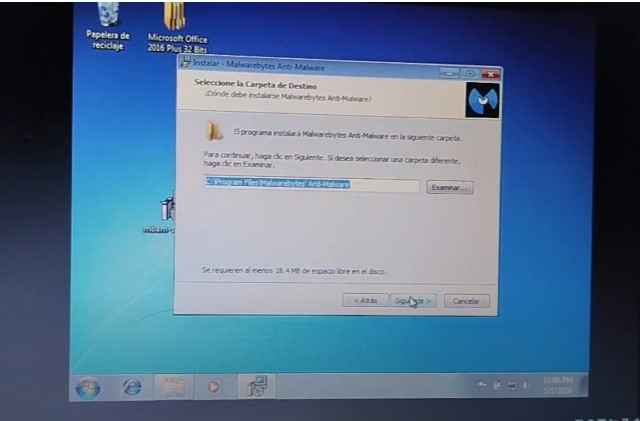 Papelera de
reciclaje
Microsoft Office
2016 Plus 32 Bits
Instalar - Malwarebytes Anti-Malware
Seleccione la Carpeta de Destino
¿Dónde debe instalarse Malwarebytes Anti-Malware?
El programa instalará Malwarebytes Anti-Malware en la siguiente carpeta.
Para continuar, haga clic en Siguiente. Si desea seleccionar una carpeta diferente,
haga clic en Examinar.
C:\Program Files\Malwarebytes' Anti-Malware
Examinar...
Se requieren al menos 18.4 MB de espacio libre en el disco.
< Atrás
Siguiente >
Cancelar
11:00 PM